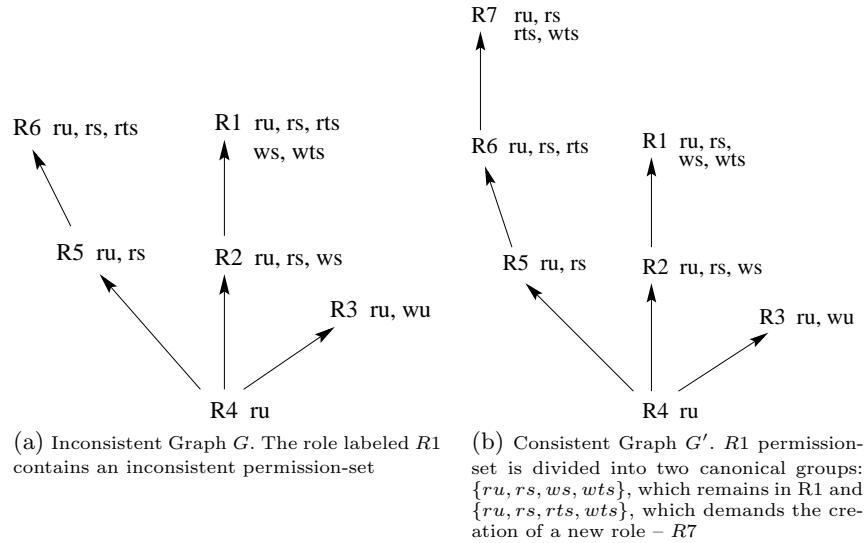 R6 ru, rs, rts
R1 ru, rs, rts
ws, wts
R5 ru, rs
R2 ru, rs, ws
R3 ru, wu
R4 ru
(a) Inconsistent Graph G. The role labeled R1
contains an inconsistent permission-set
R7 ru, rs
rts, wts
R6 ru, rs, rts
R1 ru, rs,
ws, wts
R5 ru, rs
R2 ru, rs, ws
R3 ru, wu
R4 ru
(b) Consistent Graph G′. R1 permission-
set is divided into two canonical groups:
{ru, rs, ws, wts}, which remains in R1 and
{ru, rs, rts, wts}, which demands the cre-
ation of a new role – R7